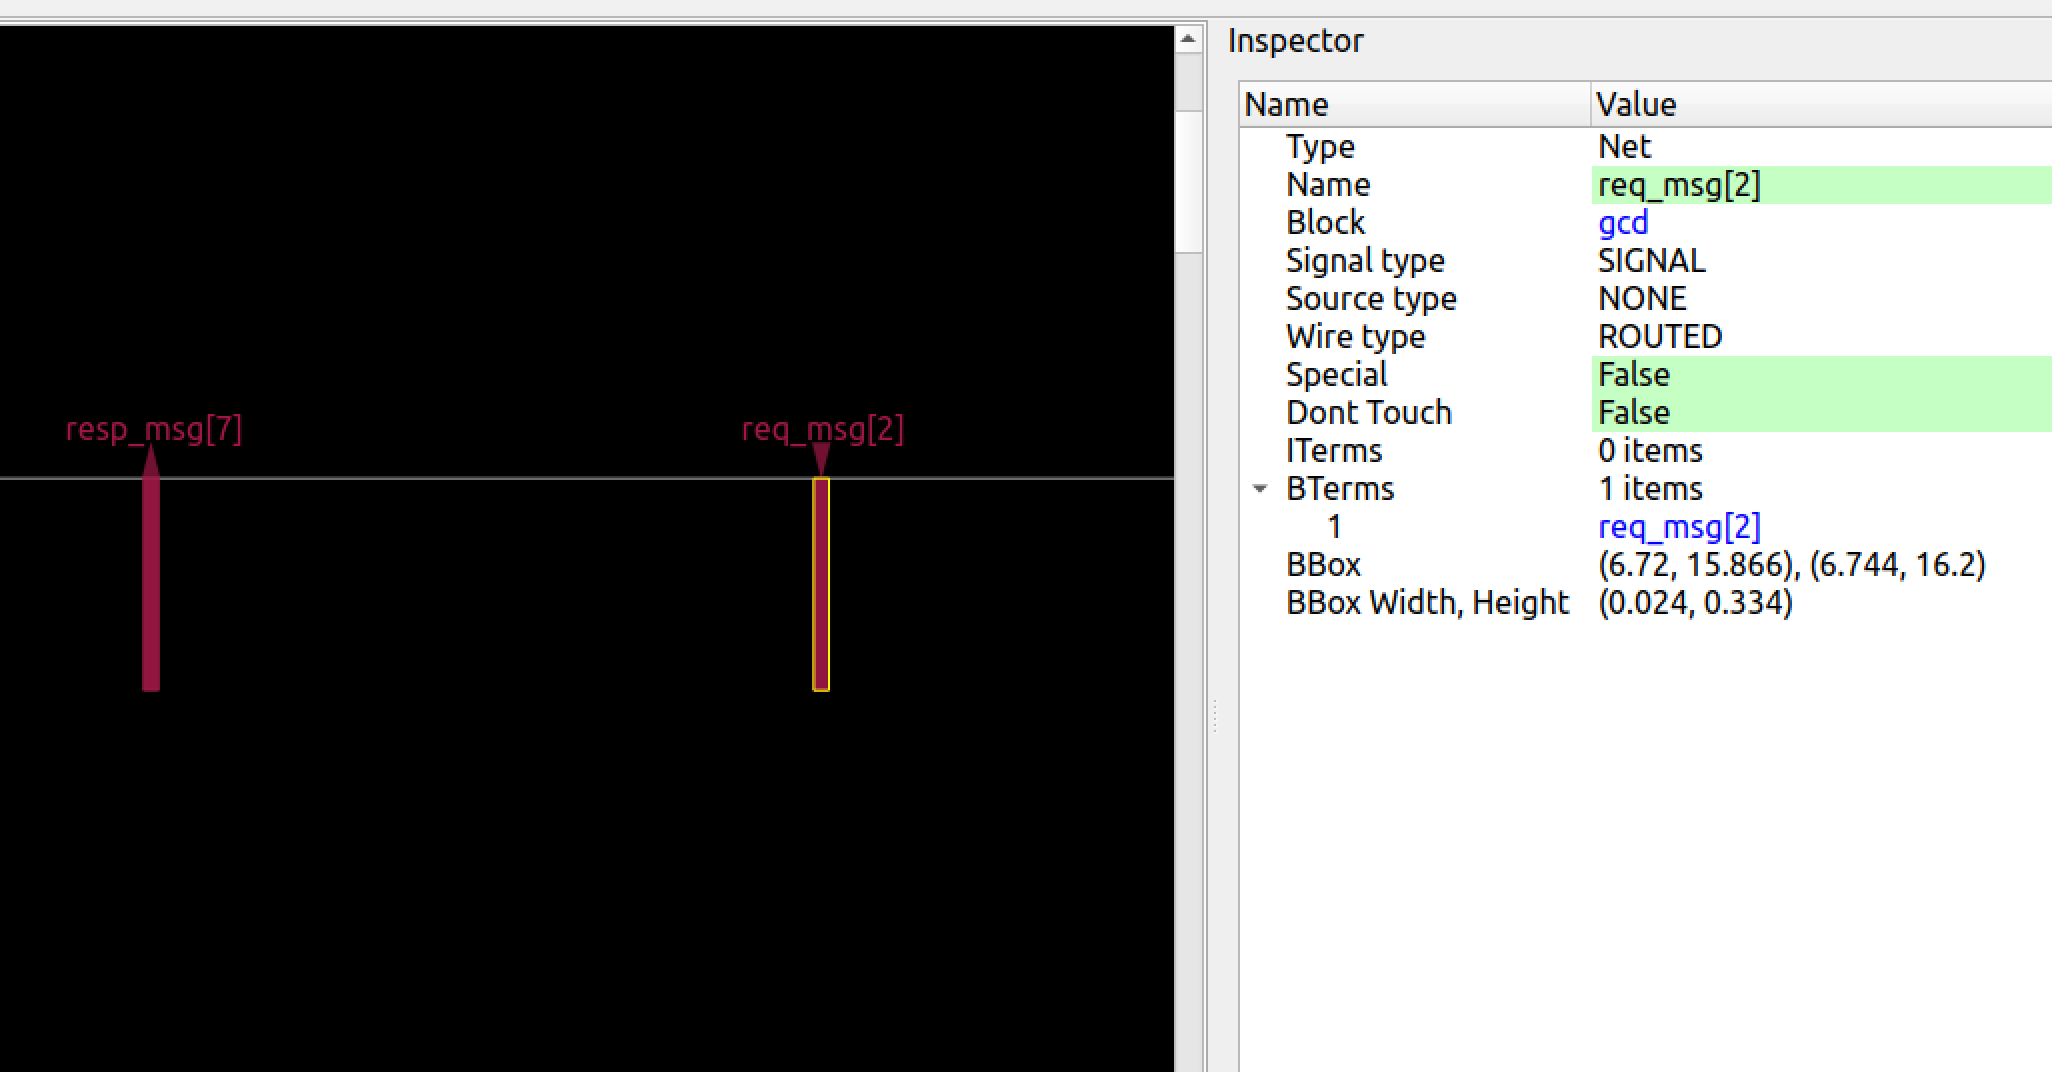 Inspector
Name Value
Type Net
Name req_msg[2]
Block gcd
Signal type SIGNAL
Source type NONE
Wire type ROUTED
Special False
Dont Touch False
ITerms 0 items
BTerms 1 items
1 req_msg[2]
BBox (6.72, 15.866), (6.744, 16.2)
BBox Width, Height (0.024, 0.334)
resp_msg[7] req_msg[2]